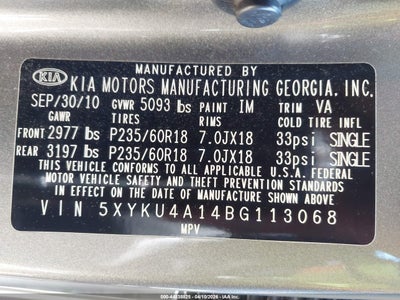 MANUFACTURED BY
KIA KIA MOTORS MANUFACTURING GEORGIA, INC.
SEP/30/10 GVWR 5093 lbs PAINT IM TRIM VA
GAWR TIRES RIMS COLD TIRE INFL
FRONT 2977 lbs P235/60R18 7.0JX18 33psi SINGLE
REAR 3197 lbs P235/60R18 7.0JX18 33psi SINGLE
THIS VEHICLE CONFORMS TO ALL APPLICABLE U.S.A. FEDERAL
MOTOR VEHICLE SAFETY AND THEFT PREVENTION STANDARDS
IN EFFECT ON THE DATE OF MANUFACTURE SHOWN ABOVE.
VIN 5XYKU4A14BG113068
MPV